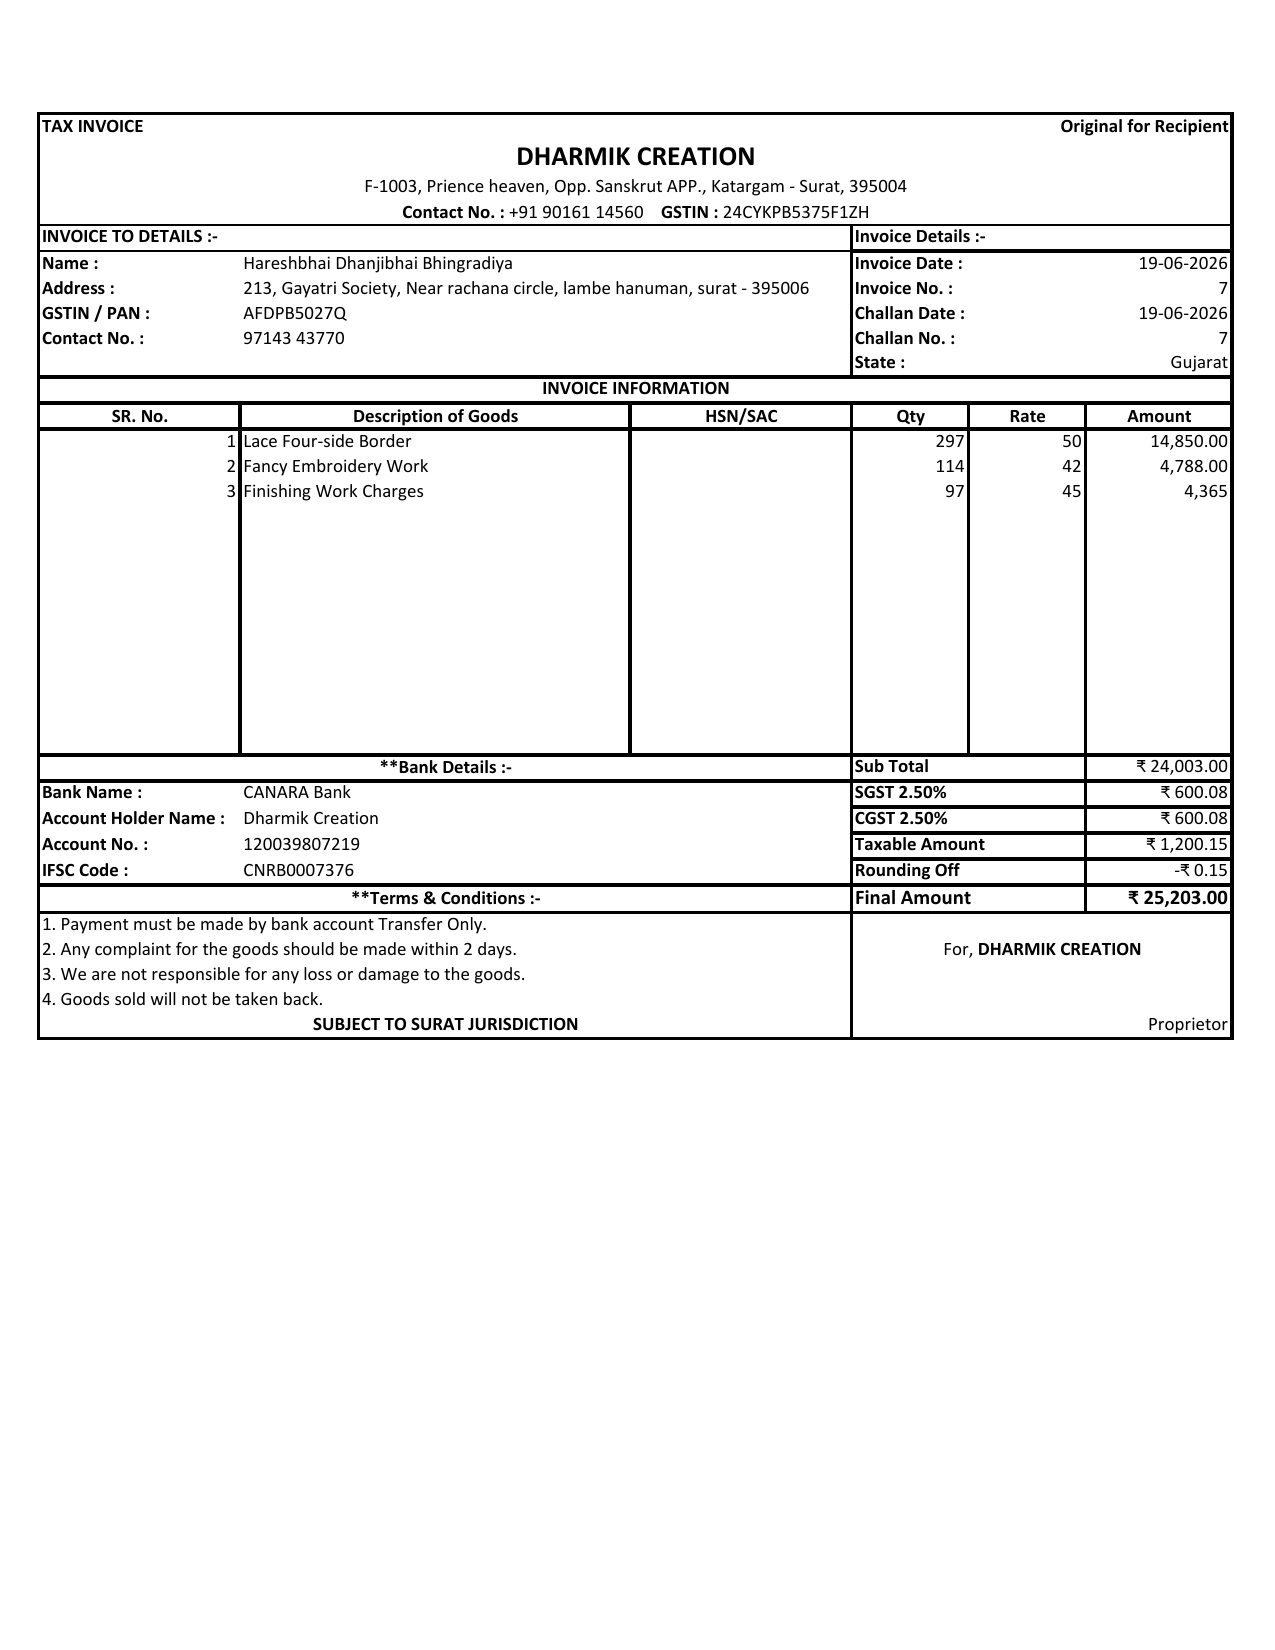 TAX INVOICE Original for Recipient
DHARMIK CREATION
F-1003, Prience heaven, Opp. Sanskrut APP., Katargam - Surat, 395004
Contact No. : +91 90161 14560 GSTIN : 24CYKPB5375F1ZH
INVOICE TO DETAILS :- Invoice Details :-
Name : Hareshbhai Dhanjibhai Bhingradiya Invoice Date : 19-06-2026
Address : 213, Gayatri Society, Near rachana circle, lambe hanuman, surat - 395006 Invoice No. : 7
GSTIN / PAN : AFDPB5027Q Challan Date : 19-06-2026
Contact No. : 97143 43770 Challan No. : 7
State : Gujarat
INVOICE INFORMATION
SR. No. Description of Goods HSN/SAC Qty Rate Amount
1 Lace Four-side Border 297 50 14,850.00
2 Fancy Embroidery Work 114 42 4,788.00
3 Finishing Work Charges 97 45 4,365
**Bank Details :- Sub Total ₹ 24,003.00
Bank Name : CANARA Bank SGST 2.50% ₹ 600.08
Account Holder Name : Dharmik Creation CGST 2.50% ₹ 600.08
Account No. : 120039807219 Taxable Amount ₹ 1,200.15
IFSC Code : CNRB0007376 Rounding Off -₹ 0.15
**Terms & Conditions :- Final Amount ₹ 25,203.00
1. Payment must be made by bank account Transfer Only.
2. Any complaint for the goods should be made within 2 days. For, DHARMIK CREATION
3. We are not responsible for any loss or damage to the goods.
4. Goods sold will not be taken back.
SUBJECT TO SURAT JURISDICTION Proprietor